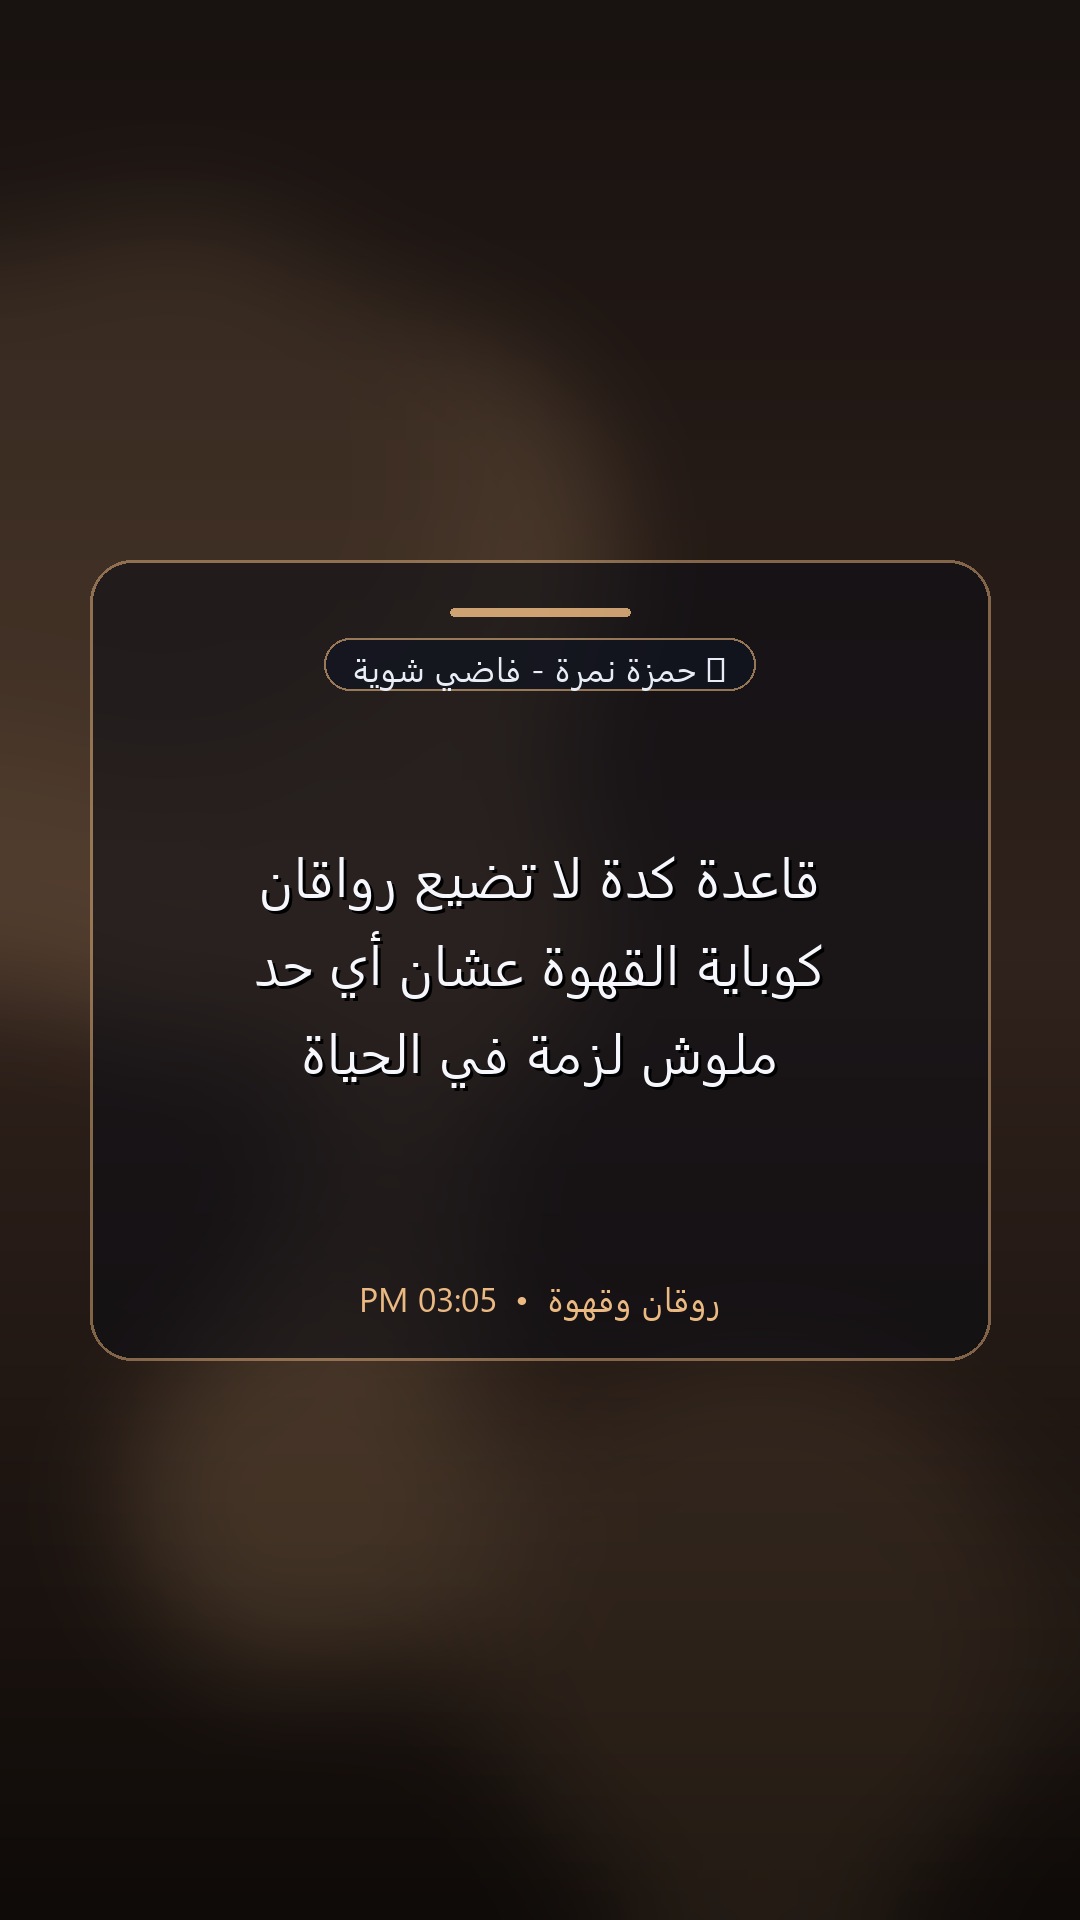 حمزة نمرة - فاضي شوية
قاعدة كدة لا تضيع رواقان
كوباية القهوة عشان أي حد
ملوش لزمة في الحياة
روقان وقهوة • 03:05 PM